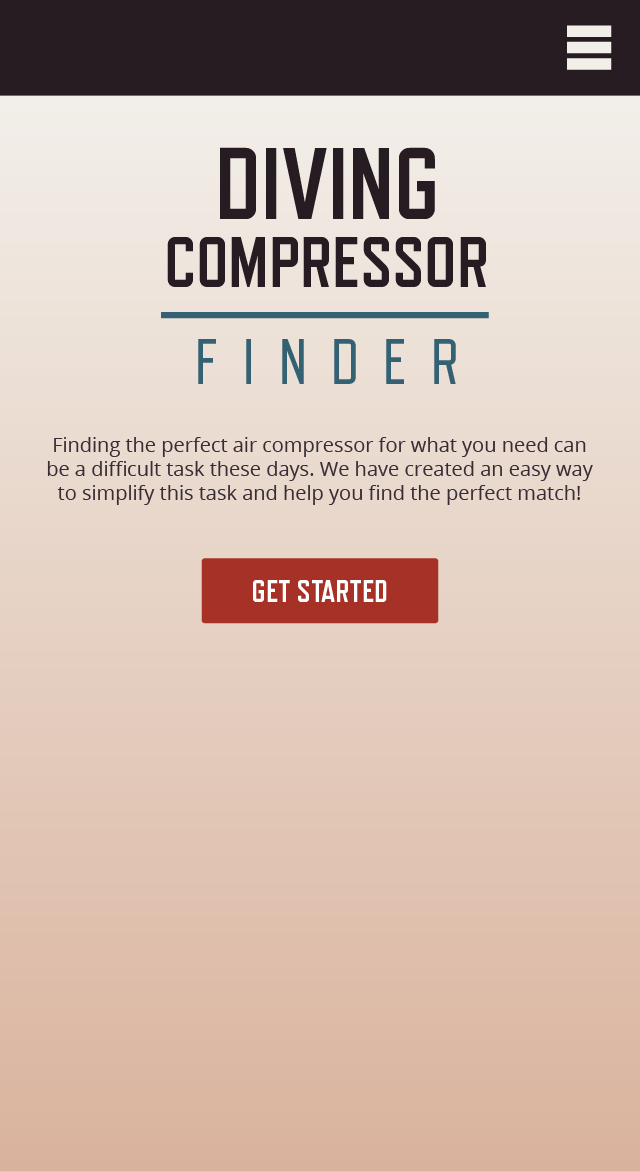 DIVING
COMPRESSOR
FINDER
Finding the perfect air compressor for what you need can
be a difficult task these days. We have created an easy way
to simplify this task and help you find the perfect match!
GET STARTED